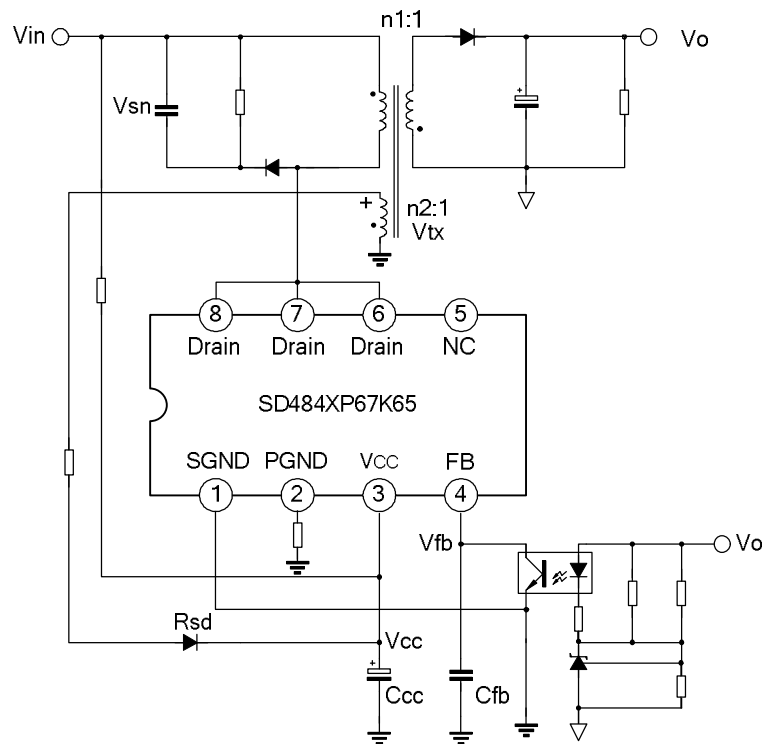 n1:1
Vin
Vo
Vsn
n2:1
+
Vtx
8 7 6 5
Drain Drain Drain NC
SD484XP67K65
SGND PGND VCC FB
1 2 3 4
Vfb
Vo
Rsd
Vcc
+
Ccc
Cfb
+